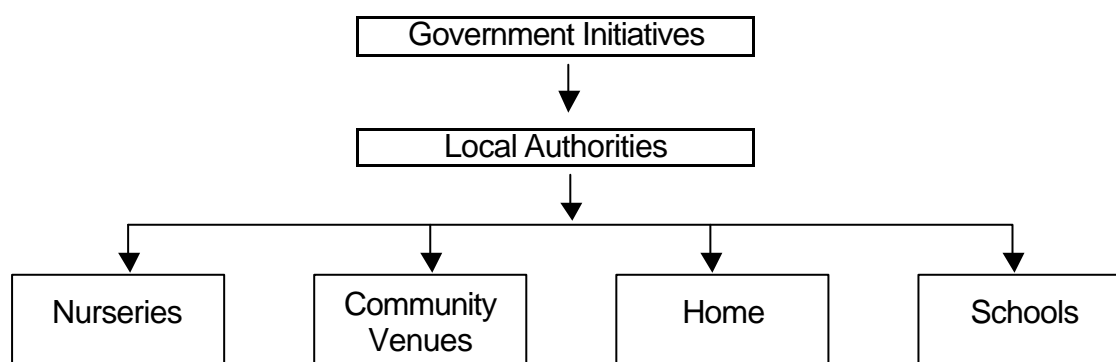 Government Initiatives
Local Authorities
Nurseries
Community
Venues
Home
Schools